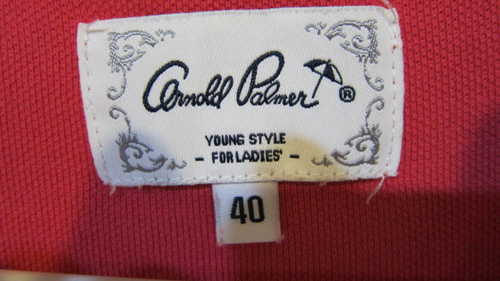 Arnold Palmer ®
YOUNG STYLE
- FOR LADIES' -
40